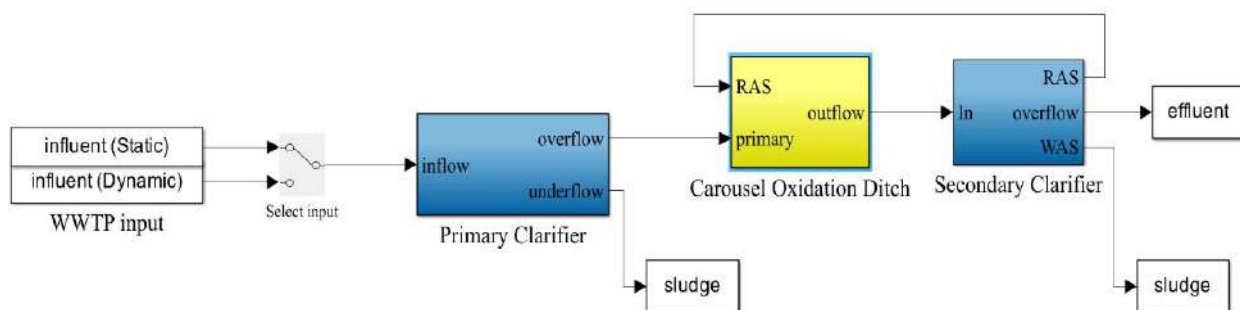 influent (Static)
influent (Dynamic)
WWTP input
Select input
inflow
overflow
underflow
Primary Clarifier
sludge
RAS
primary
outflow
Carousel Oxidation Ditch
In
RAS
overflow
WAS
Secondary Clarifier
effluent
sludge